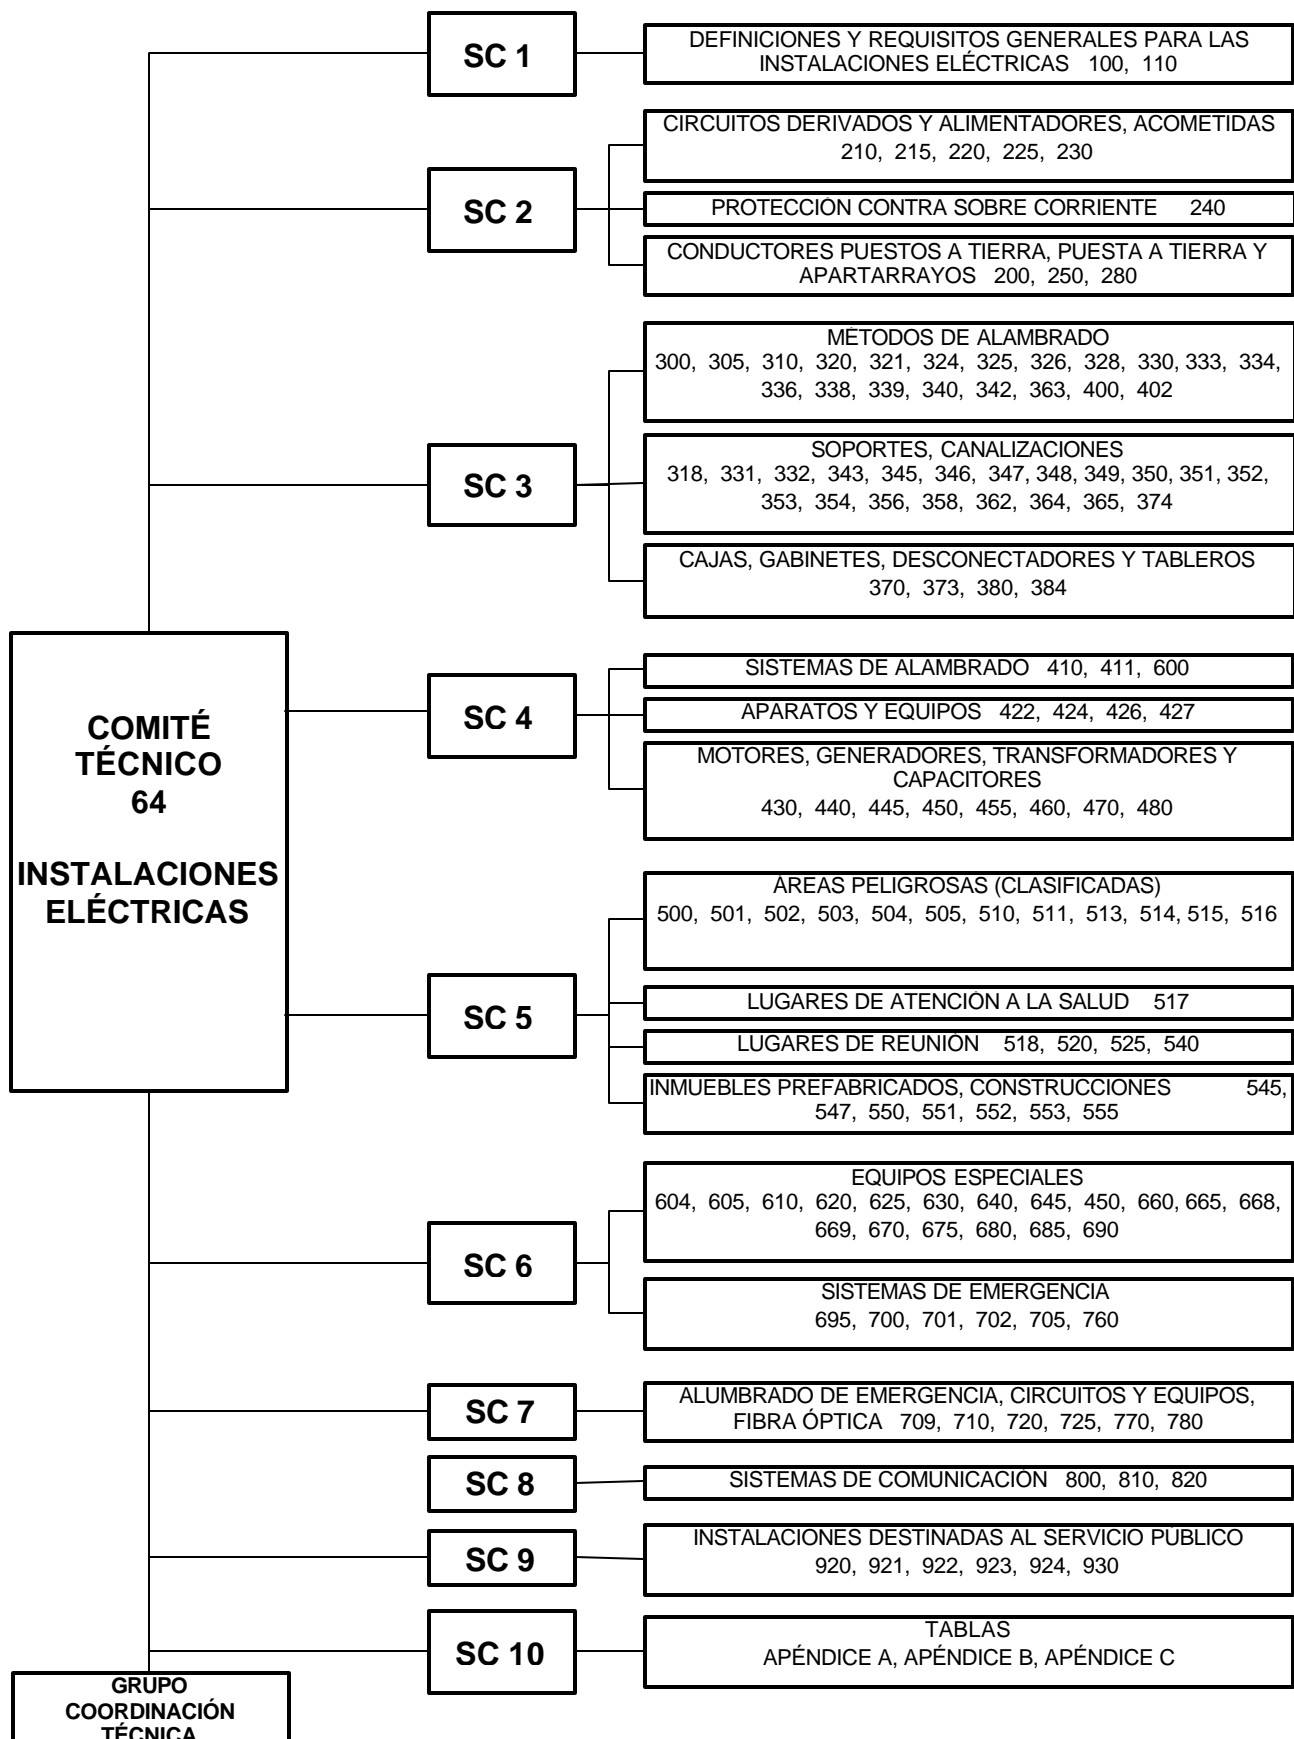 SC 1
DEFINICIONES Y REQUISITOS GENERALES PARA LAS
INSTALACIONES ELÉCTRICAS 100, 110
SC 2
CIRCUITOS DERIVADOS Y ALIMENTADORES, ACOMETIDAS
210, 215, 220, 225, 230
PROTECCIÓN CONTRA SOBRE CORRIENTE 240
CONDUCTORES PUESTOS A TIERRA, PUESTA A TIERRA Y
APARTARRAYOS 200, 250, 280
SC 3
MÉTODOS DE ALAMBRADO
300, 305, 310, 320, 321, 324, 325, 326, 328, 330, 333, 334,
336, 338, 339, 340, 342, 363, 400, 402
SOPORTES, CANALIZACIONES
318, 331, 332, 343, 345, 346, 347, 348, 349, 350, 351, 352,
353, 354, 356, 358, 362, 364, 365, 374
CAJAS, GABINETES, DESCONECTADORES Y TABLEROS
370, 373, 380, 384
COMITÉ
TÉCNICO
64
INSTALACIONES
ELÉCTRICAS
SC 4
SISTEMAS DE ALAMBRADO 410, 411, 600
APARATOS Y EQUIPOS 422, 424, 426, 427
MOTORES, GENERADORES, TRANSFORMADORES Y
CAPACITORES
430, 440, 445, 450, 455, 460, 470, 480
SC 5
ÁREAS PELIGROSAS (CLASIFICADAS)
500, 501, 502, 503, 504, 505, 510, 511, 513, 514, 515, 516
LUGARES DE ATENCIÓN A LA SALUD 517
LUGARES DE REUNIÓN 518, 520, 525, 540
INMUEBLES PREFABRICADOS, CONSTRUCCIONES 545,
547, 550, 551, 552, 553, 555
SC 6
EQUIPOS ESPECIALES
604, 605, 610, 620, 625, 630, 640, 645, 450, 660, 665, 668,
669, 670, 675, 680, 685, 690
SISTEMAS DE EMERGENCIA
695, 700, 701, 702, 705, 760
SC 7
ALUMBRADO DE EMERGENCIA, CIRCUITOS Y EQUIPOS,
FIBRA ÓPTICA 709, 710, 720, 725, 770, 780
SC 8
SISTEMAS DE COMUNICACIÓN 800, 810, 820
SC 9
INSTALACIONES DESTINADAS AL SERVICIO PÚBLICO
920, 921, 922, 923, 924, 930
SC 10
TABLAS
APÉNDICE A, APÉNDICE B, APÉNDICE C
GRUPO
COORDINACIÓN
TÉCNICA